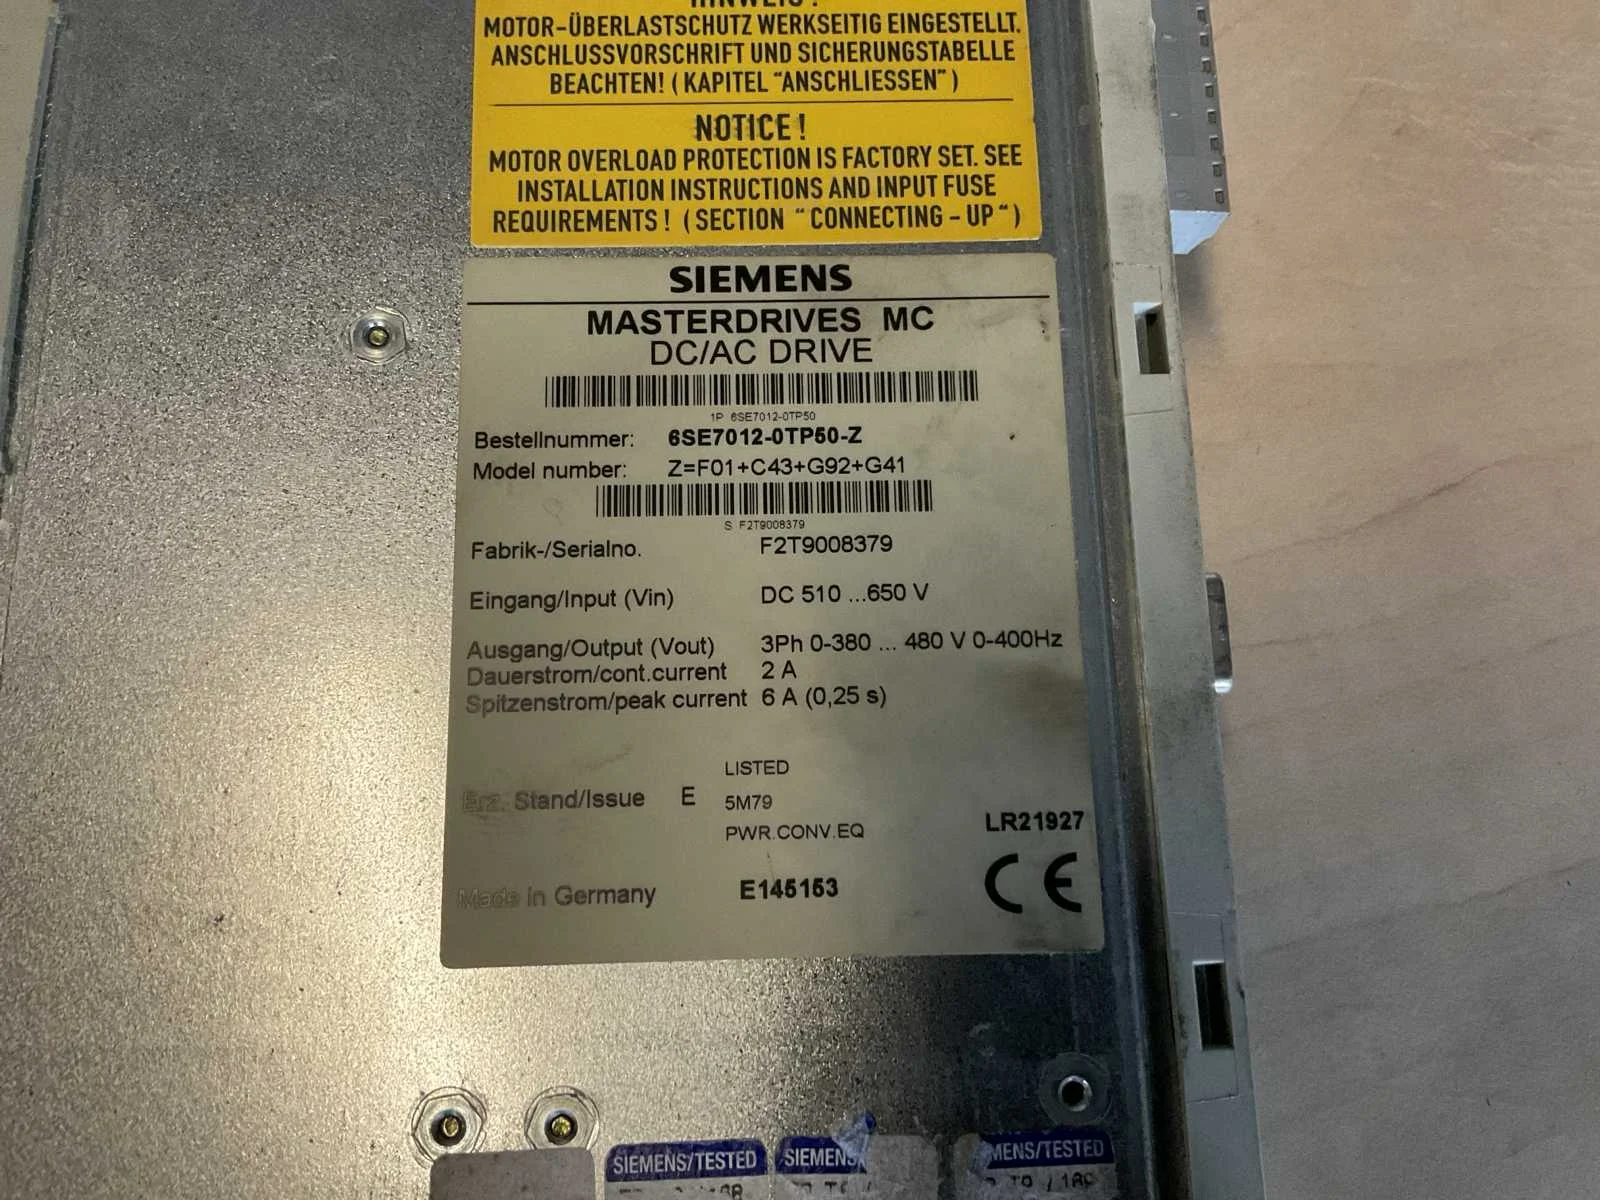 HINWEIS!
MOTOR-ÜBERLASTSCHUTZ WERKSEITIG EINGESTELLT.
ANSCHLUSSVORSCHRIFT UND SICHERUNGSTABELLE
BEACHTEN! (KAPITEL "ANSCHLIESSEN")
NOTICE!
MOTOR OVERLOAD PROTECTION IS FACTORY SET. SEE
INSTALLATION INSTRUCTIONS AND INPUT FUSE
REQUIREMENTS! (SECTION "CONNECTING - UP")
SIEMENS
MASTERDRIVES MC
DC/AC DRIVE
1P 6SE7012-0TP50
Bestellnummer: 6SE7012-0TP50-Z
Model number: Z=F01+C43+G92+G41
S F2T9008379
Fabrik-/Serialno. F2T9008379
Eingang/Input (Vin) DC 510 ...650 V
Ausgang/Output (Vout) 3Ph 0-380 ... 480 V 0-400Hz
Dauerstrom/cont.current 2 A
Spitzenstrom/peak current 6 A (0,25 s)
LISTED
Erz. Stand/Issue E 5M79
PWR.CONV.EQ
LR21927
Made in Germany E145153
CE
SIEMENS/TESTED SIEMENS MENS/TESTED